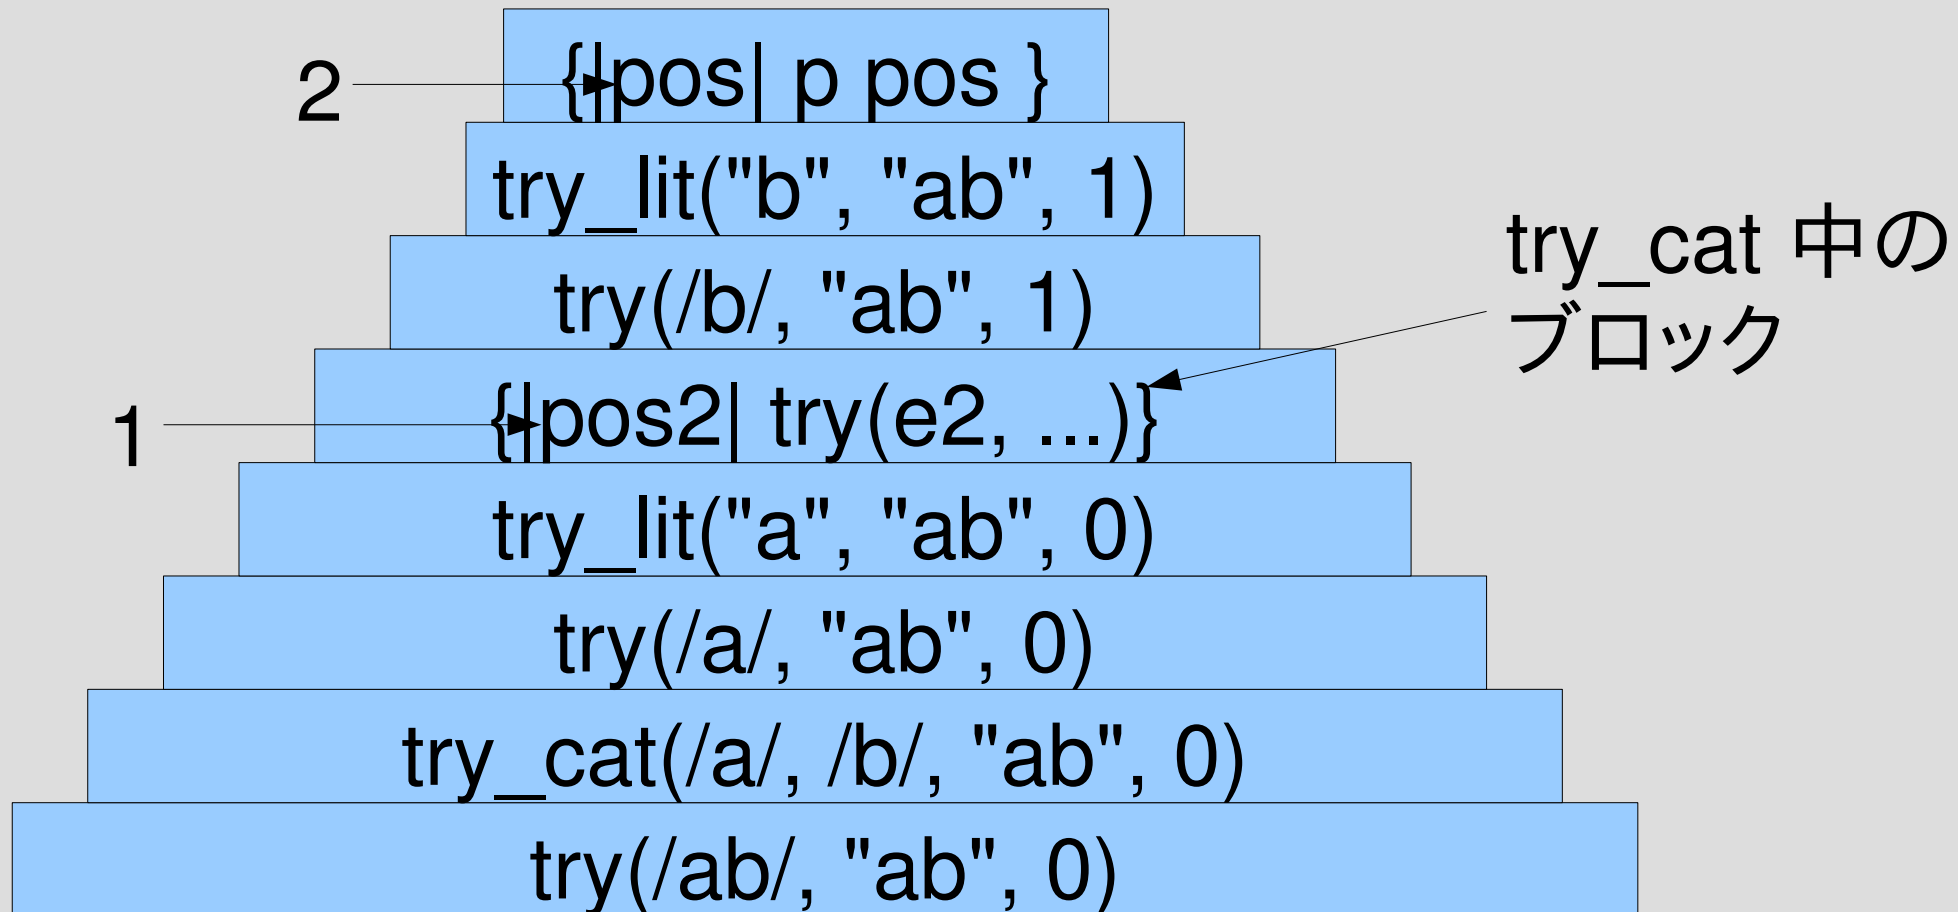 2
{|pos| p pos }
try_lit("b", "ab", 1)
try(/b/, "ab", 1)
try_cat 中の
ブロック
1
{|pos2| try(e2, ...)}
try_lit("a", "ab", 0)
try(/a/, "ab", 0)
try_cat(/a/, /b/, "ab", 0)
try(/ab/, "ab", 0)